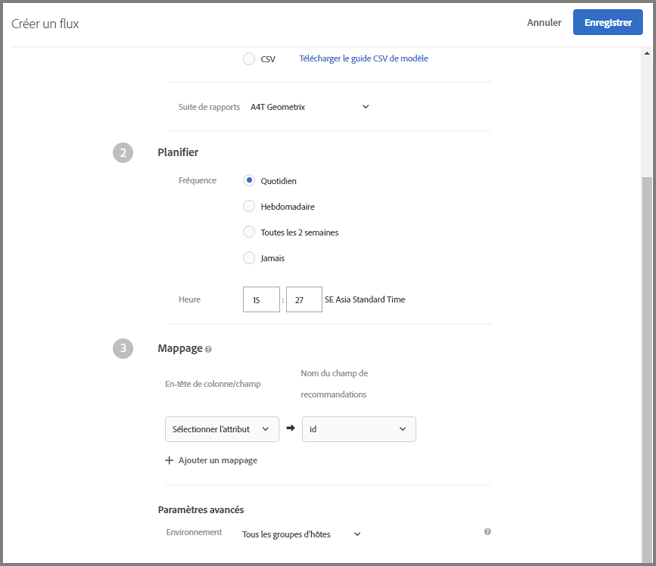 Créer un flux
Annuler
Enregistrer
CSV
Télécharger le guide CSV de modèle
Suite de rapports
A4T Geometrix
2
Planifier
Fréquence
Quotidien
Hebdomadaire
Toutes les 2 semaines
Jamais
Heure
15 : 27 SE Asia Standard Time
3
Mappage ?
En-tête de colonne/champ
Nom du champ de
recommandations
Sélectionner l'attribut
id
+ Ajouter un mappage
Paramètres avancés
Environnement
Tous les groupes d'hôtes
?